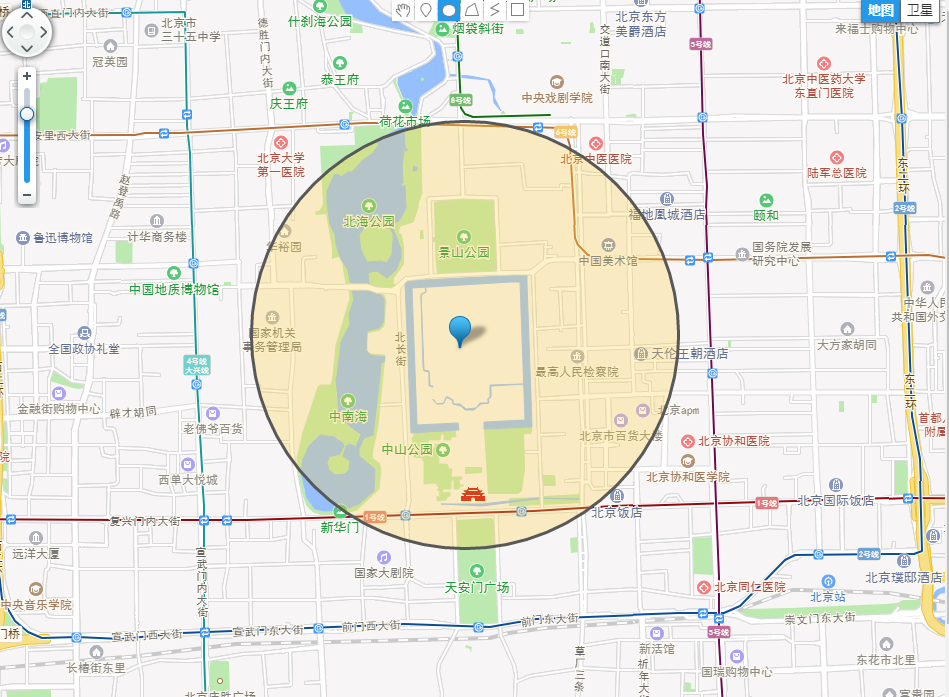 北
地图
卫星
直门内大街
北京市
三十五中学
什刹海公园
烟袋斜街
北京东方
美爵酒店
来福士购物中心
5号线
德胜门内大街
交道口南大街
冠英园
恭王府
庆王府
荷花市场
8号线
中央戏剧学院
北京中医药大学
东直门医院
安里西大街
6号线
北京大学
第一医院
北京中医医院
陆军总医院
东二环
2号线
赵登禹路
北海公园
福地凰城酒店
颐和
鲁迅博物馆
计华商务楼
华裕园
景山公园
中国美术馆
国务院发展
研究中心
中国地质博物馆
国家机关
事务管理局
北长街
中华人民
共和国外交
全国政协礼堂
4号线
大兴线
天伦王朝酒店
大方家胡同
最高人民检察院
东二环
金融街购物中心
辟才胡同
老佛爷百货
中南海
北京apm
首都
附属
北京市百货大楼
北京协和医院
中山公园
西单大悦城
北京协和医学院
复兴门内大街
新华门
1号线
北京饭店
1号线
北京国际饭店
远洋大厦
宣武门内大街
国家大剧院
天安门广场
2号线
北京璞邸酒店
中央音乐学院
北京同仁医院
北京站
门桥
宣武门西大街
宣武门东大街
前门西大街
前门东大街
崇文门东大街
5号线
长椿街东里
草厂三条
新活馆
祈年大街
国瑞购物中心
东花市北里
北京庄胜广场
富贵园